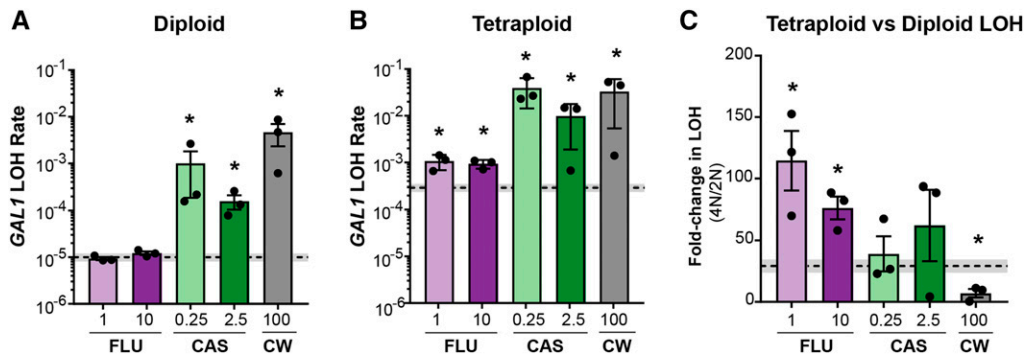 A
Diploid
GAL1 LOH Rate
10-1
10-2
10-3
10-4
10-5
10-6
*
*
*
1 10 0.25 2.5 100
FLU CAS CW
B
Tetraploid
GAL1 LOH Rate
10-1
10-2
10-3
10-4
10-5
10-6
*
*
*
*
*
1 10 0.25 2.5 100
FLU CAS CW
C
Tetraploid vs Diploid LOH
Fold-change in LOH
(4N/2N)
200
150
100
50
0
*
*
*
1 10 0.25 2.5 100
FLU CAS CW